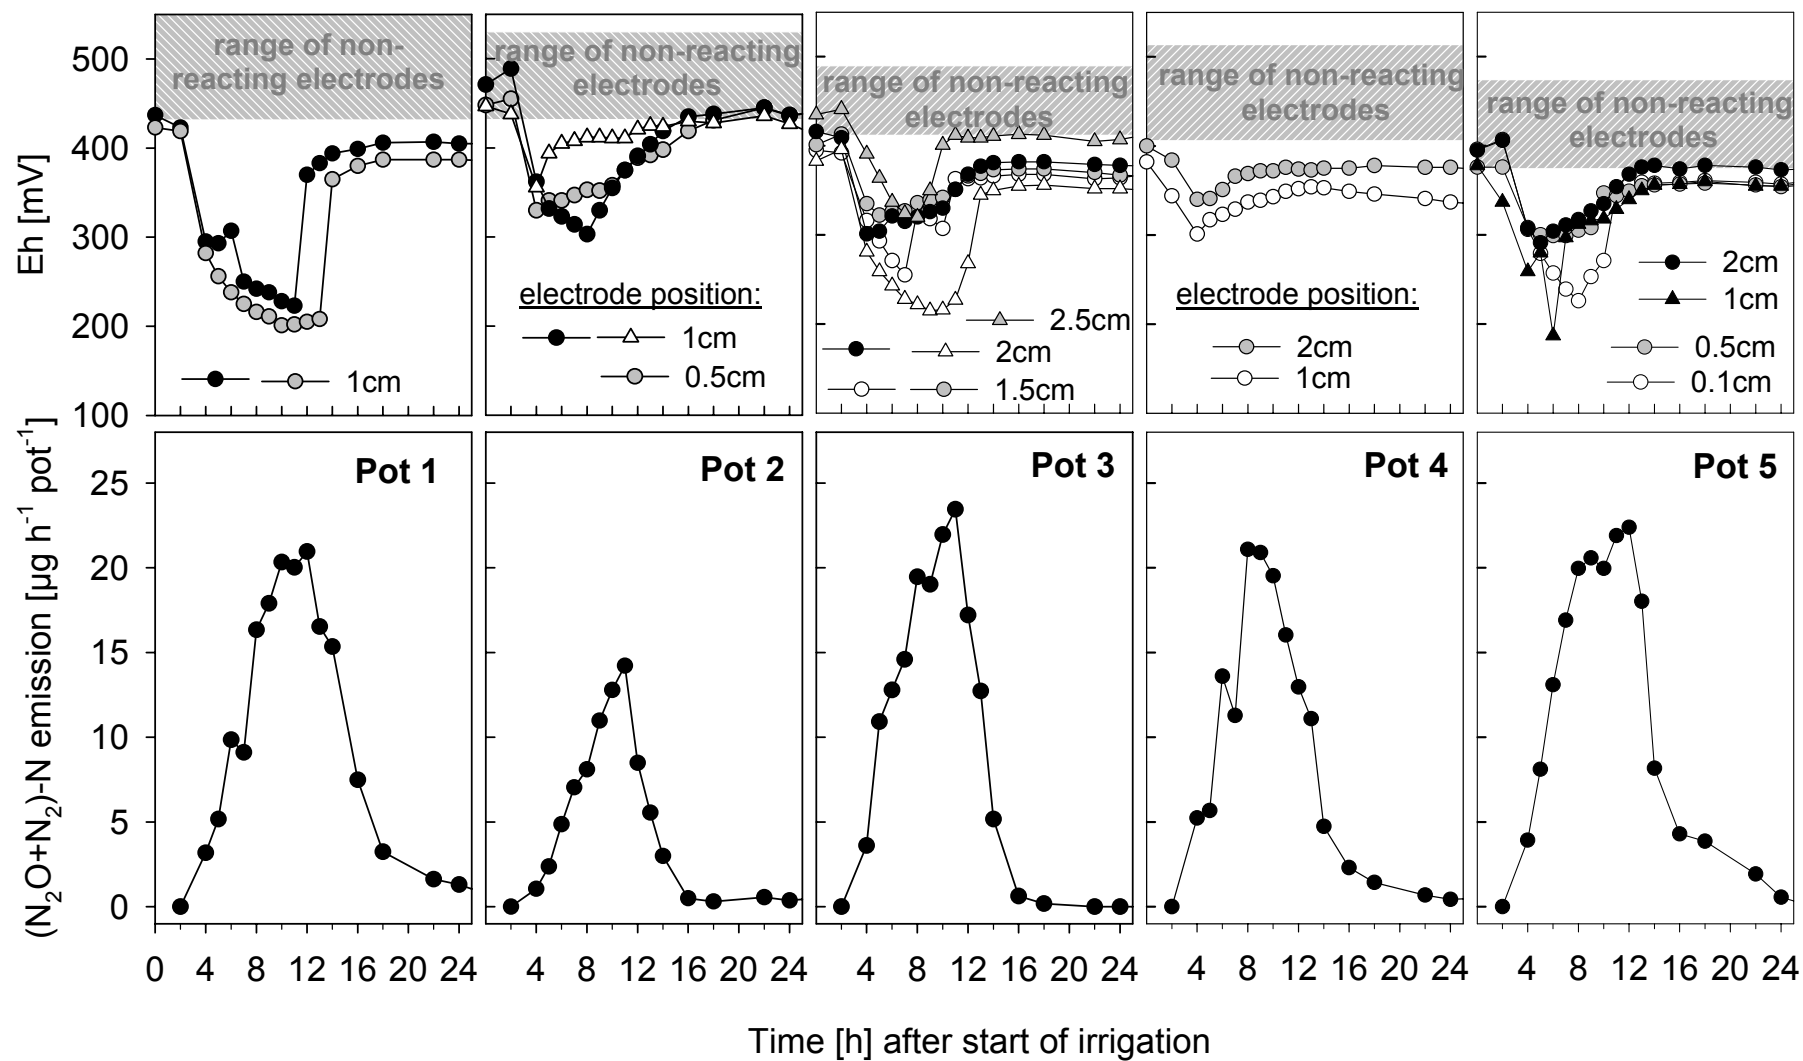 range of non-
reacting electrodes
range of non-reacting
electrodes
range of non-reacting
electrodes
range of non-reacting
electrodes
range of non-reacting
electrodes
500
400
300
200
100
Eh [mV]
1cm
electrode position:
1cm
0.5cm
2.5cm
2cm
1.5cm
electrode position:
2cm
1cm
2cm
1cm
0.5cm
0.1cm
Pot 1
Pot 2
Pot 3
Pot 4
Pot 5
25
20
15
10
5
0
(N₂O+N₂)-N emission [µg h⁻¹ pot⁻¹]
0 4 8 12 16 20 24
4 8 12 16 20 24
4 8 12 16 20 24
4 8 12 16 20 24
4 8 12 16 20 24
Time [h] after start of irrigation